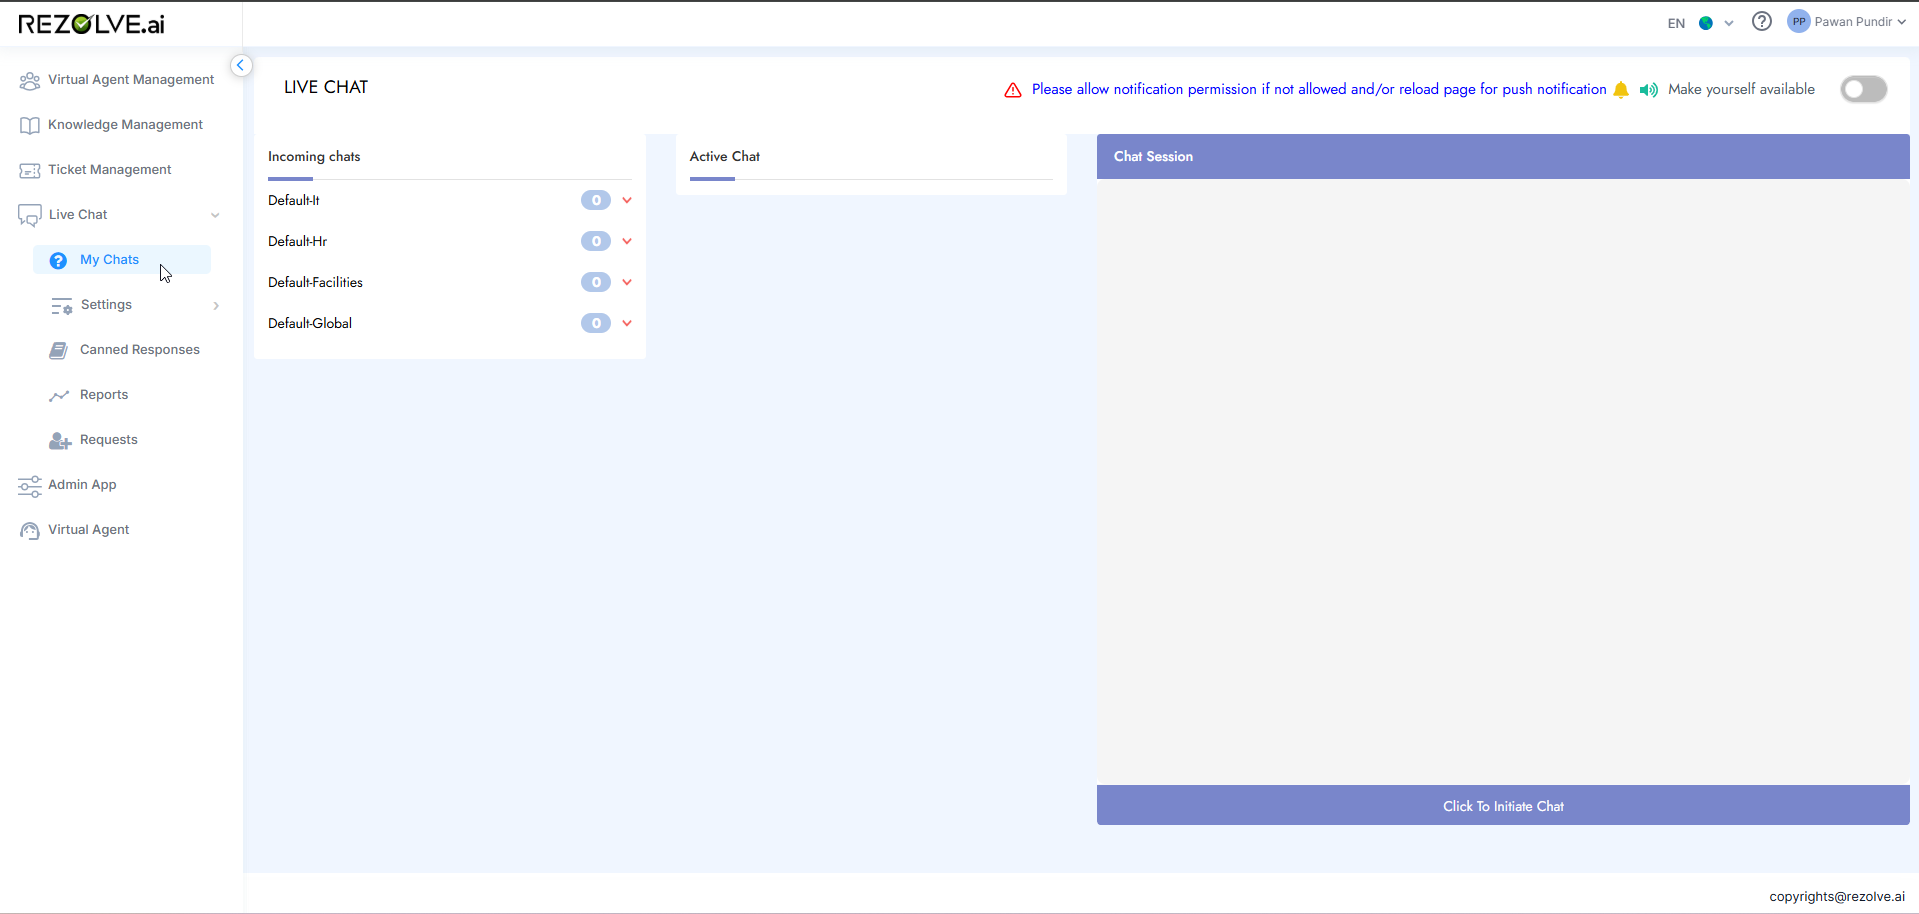 REZOLVE.ai
EN
PP Pawan Pundir
Virtual Agent Management
Knowledge Management
Ticket Management
Live Chat
My Chats
Settings
Canned Responses
Reports
Requests
Admin App
Virtual Agent
LIVE CHAT
Please allow notification permission if not allowed and/or reload page for push notification
Make yourself available
Incoming chats
Default-It 0
Default-Hr 0
Default-Facilities 0
Default-Global 0
Active Chat
Chat Session
Click To Initiate Chat
copyrights@rezolve.ai